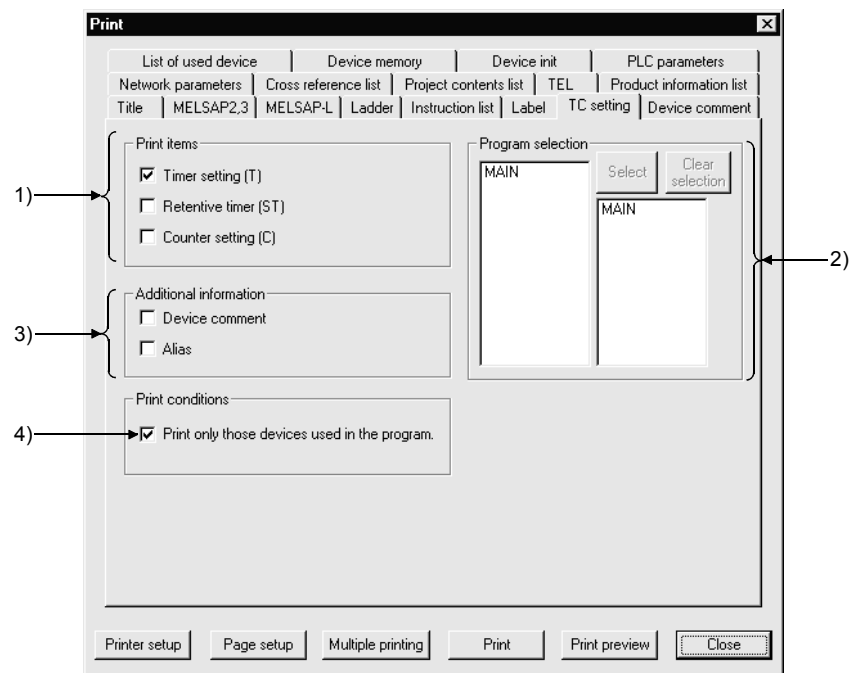 Print
List of used device
Device memory
Device init
PLC parameters
Network parameters
Cross reference list
Project contents list
TEL
Product information list
Title
MELSAP2,3
MELSAP-L
Ladder
Instruction list
Label
TC setting
Device comment
Print items
Timer setting (T)
Retentive timer (ST)
Counter setting (C)
1)
Program selection
MAIN
Select
Clear
selection
MAIN
2)
Additional information
Device comment
Alias
3)
Print conditions
Print only those devices used in the program.
4)
Printer setup
Page setup
Multiple printing
Print
Print preview
Close